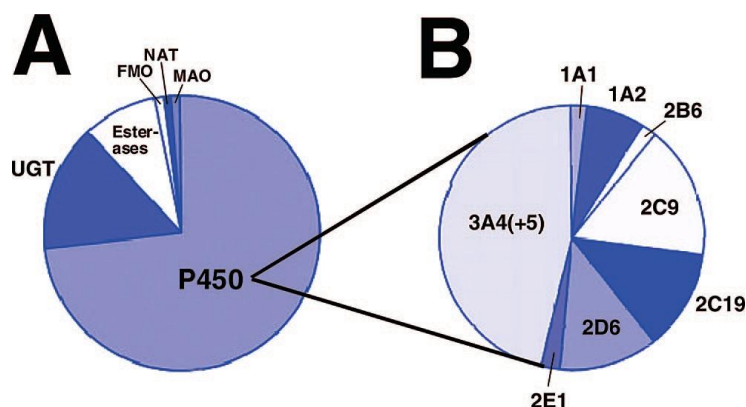 A
NAT
FMO
MAO
Ester-
ases
UGT
P450
B
1A1
1A2
2B6
2C9
3A4(+5)
2C19
2D6
2E1